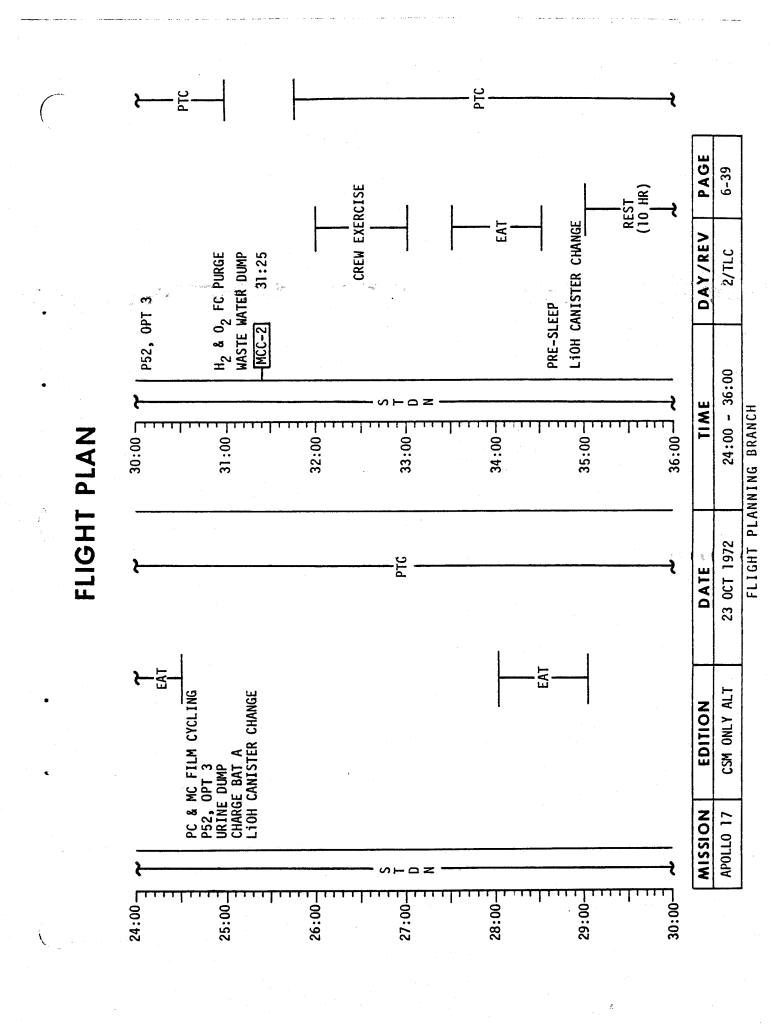 FLIGHT PLAN
24:00
25:00
26:00
27:00
28:00
29:00
30:00
STDN
EAT
PC & MC FILM CYCLING
P52, OPT 3
URINE DUMP
CHARGE BAT A
LiOH CANISTER CHANGE
EAT
PTC
30:00
31:00
32:00
33:00
34:00
35:00
36:00
STDN
P52, OPT 3
H2 & O2 FC PURGE
WASTE WATER DUMP
MCC-2 31:25
CREW EXERCISE
EAT
PRE-SLEEP
LiOH CANISTER CHANGE
REST
(10 HR)
PTC
PTC
MISSION EDITION DATE TIME DAY/REV PAGE
APOLLO 17 CSM ONLY ALT 23 OCT 1972 24:00 - 36:00 2/TLC 6-39
FLIGHT PLANNING BRANCH